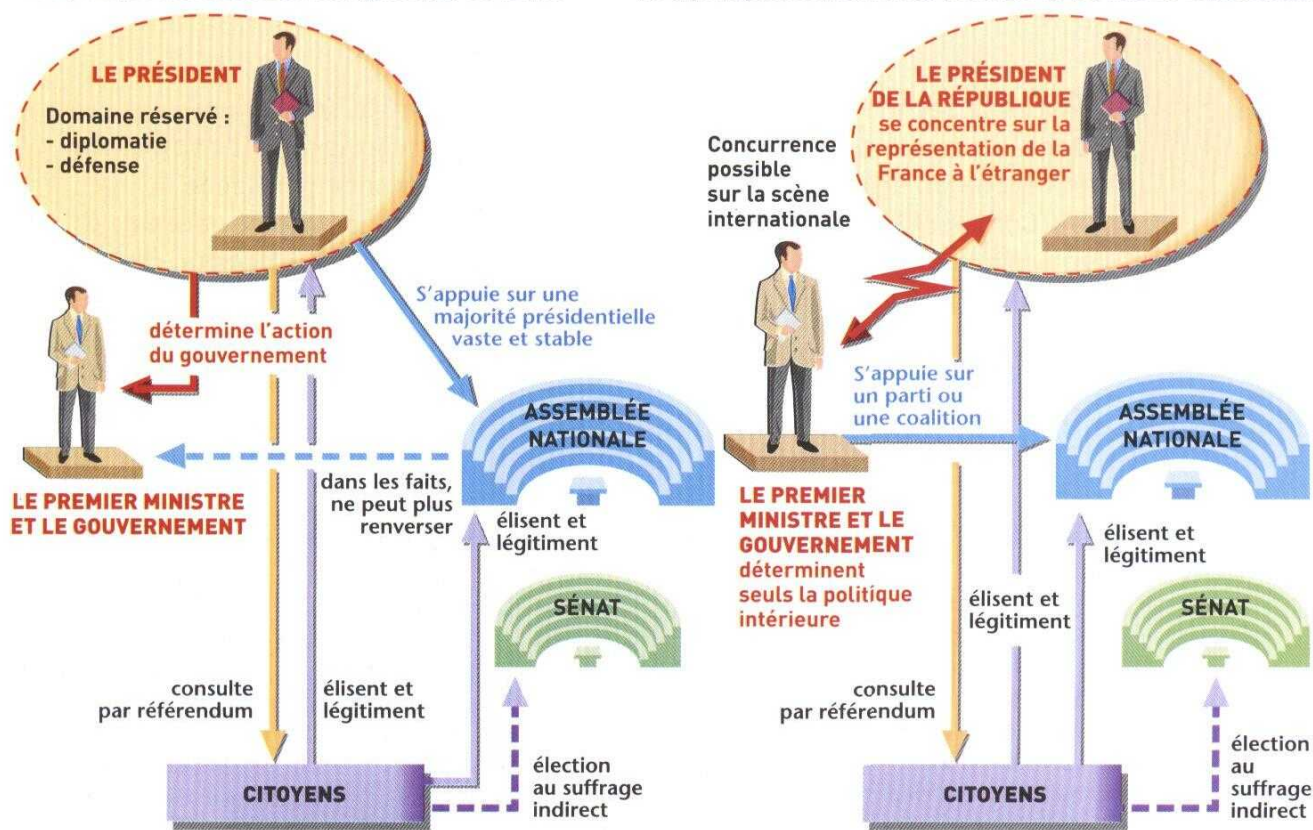 LE PRÉSIDENT
Domaine réservé :
- diplomatie
- défense
détermine l'action
du gouvernement
S'appuie sur une
majorité présidentielle
vaste et stable
ASSEMBLÉE
NATIONALE
LE PREMIER MINISTRE
ET LE GOUVERNEMENT
dans les faits,
ne peut plus
renverser
élisent et
légitiment
SÉNAT
consulte
par référendum
élisent et
légitiment
CITOYENS
élection
au suffrage
indirect
LE PRÉSIDENT
DE LA RÉPUBLIQUE
se concentre sur la
représentation de la
France à l'étranger
Concurrence
possible
sur la scène
internationale
S'appuie sur
un parti ou
une coalition
ASSEMBLÉE
NATIONALE
LE PREMIER
MINISTRE ET LE
GOUVERNEMENT
déterminent
seuls la politique
intérieure
élisent et
légitiment
élisent et
légitiment
SÉNAT
consulte
par référendum
CITOYENS
élection
au
suffrage
indirect